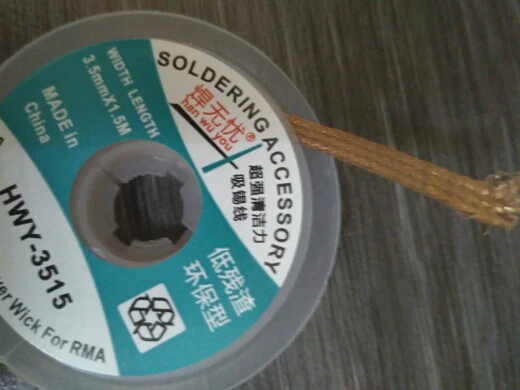 SOLDERING ACCESSORY
WIDTH LENGTH
3.5mmX1.5M
MADE in
China
焊无忧®
han wu you
超强清洁力
吸锡线
低残渣
环保型
HWY-3515
Wick For RMA